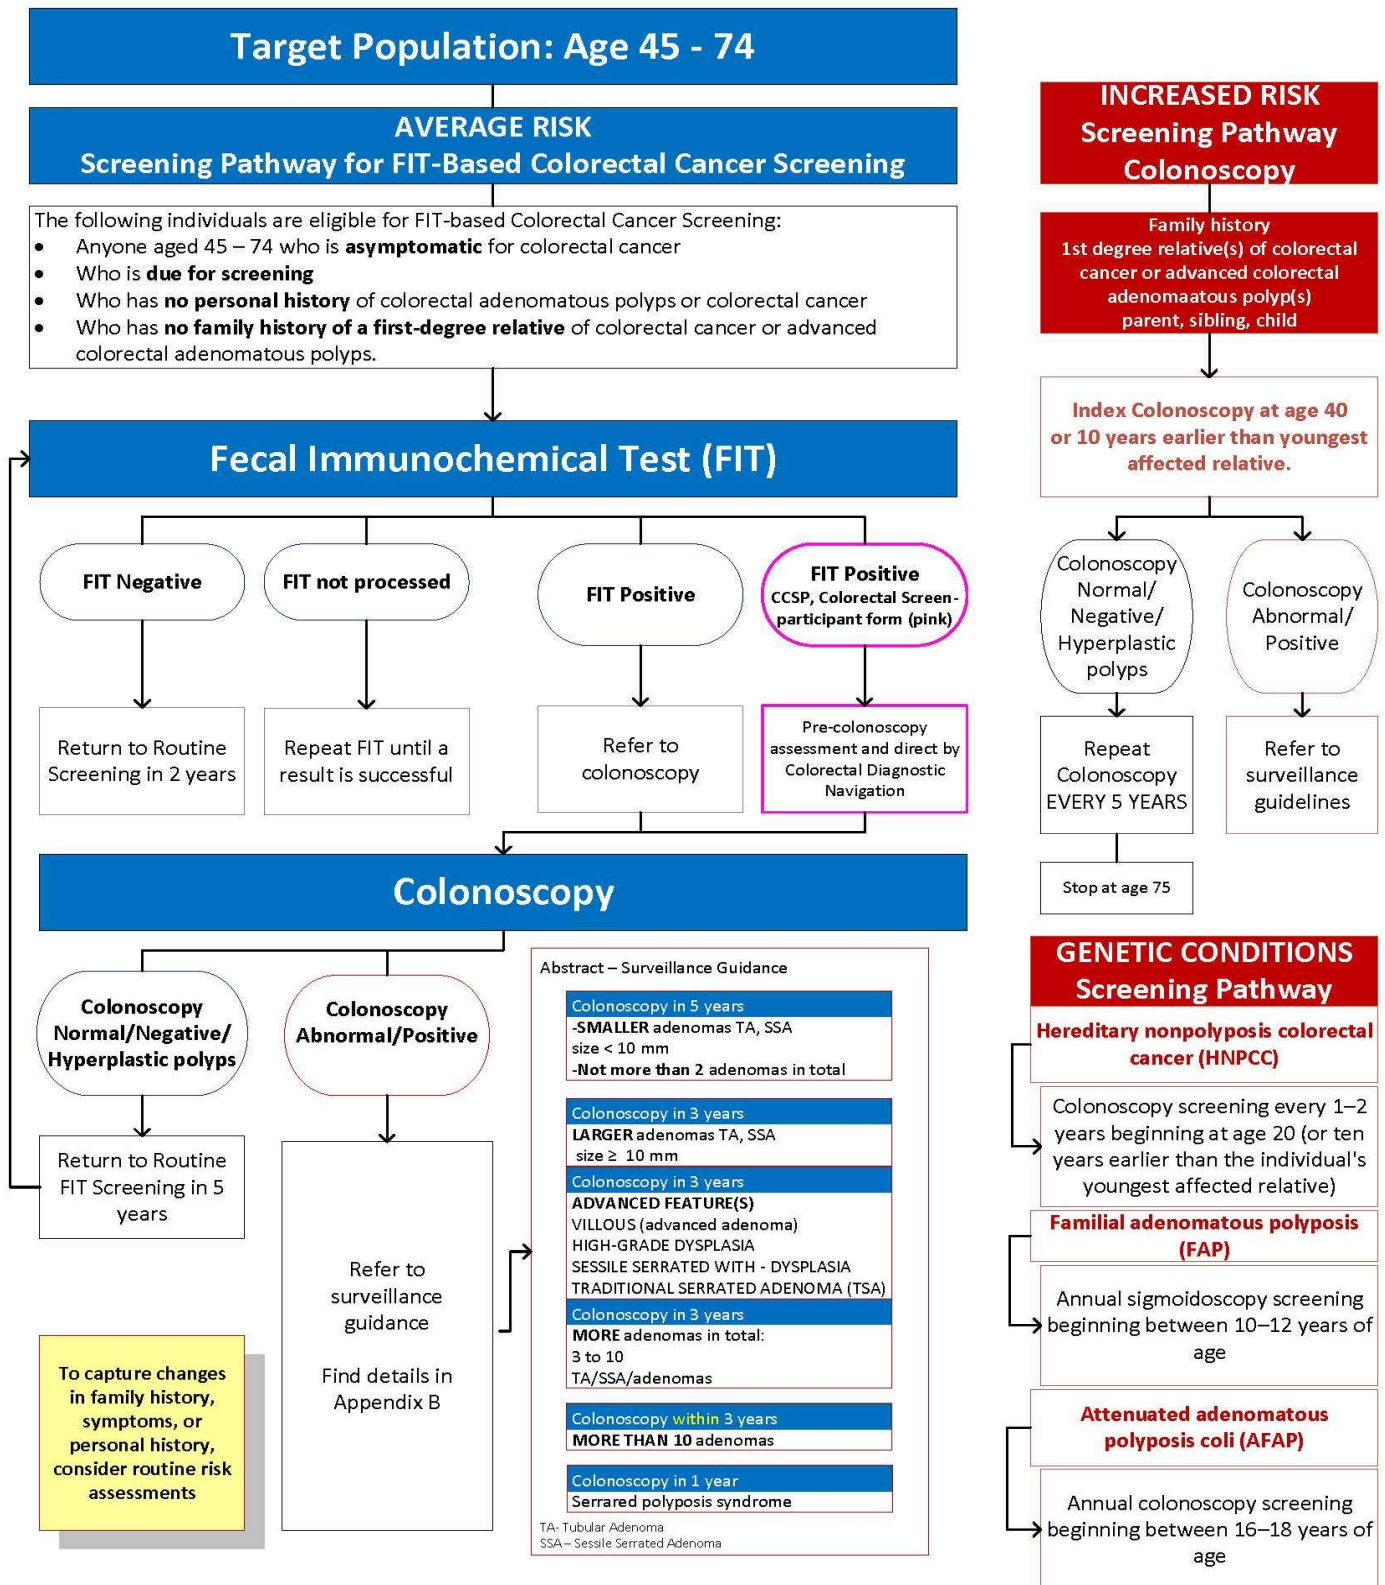 Target Population: Age 45 - 74
AVERAGE RISK
Screening Pathway for FIT-Based Colorectal Cancer Screening
The following individuals are eligible for FIT-based Colorectal Cancer Screening:
• Anyone aged 45 – 74 who is asymptomatic for colorectal cancer
• Who is due for screening
• Who has no personal history of colorectal adenomatous polyps or colorectal cancer
• Who has no family history of a first-degree relative of colorectal cancer or advanced
colorectal adenomatous polyps.
Fecal Immunochemical Test (FIT)
FIT Negative
FIT not processed
FIT Positive
FIT Positive
CCSP, Colorectal Screen-
participant form (pink)
Return to Routine
Screening in 2 years
Repeat FIT until a
result is successful
Refer to
colonoscopy
Pre-colonoscopy
assessment and direct by
Colorectal Diagnostic
Navigation
Colonoscopy
Colonoscopy
Normal/Negative/
Hyperplastic polyps
Colonoscopy
Abnormal/Positive
Return to Routine
FIT Screening in 5
years
Refer to
surveillance
guidance
Find details in
Appendix B
To capture changes
in family history,
symptoms, or
personal history,
consider routine risk
assessments
Abstract – Surveillance Guidance
Colonoscopy in 5 years
-SMALLER adenomas TA, SSA
size < 10 mm
-Not more than 2 adenomas in total
Colonoscopy in 3 years
LARGER adenomas TA, SSA
size ≥ 10 mm
Colonoscopy in 3 years
ADVANCED FEATURE(S)
VILLOUS (advanced adenoma)
HIGH-GRADE DYSPLASIA
SESSILE SERRATED WITH - DYSPLASIA
TRADITIONAL SERRATED ADENOMA (TSA)
Colonoscopy in 3 years
MORE adenomas in total:
3 to 10
TA/SSA/adenomas
Colonoscopy within 3 years
MORE THAN 10 adenomas
Colonoscopy in 1 year
Serrared polyposis syndrome
TA- Tubular Adenoma
SSA – Sessile Serrated Adenoma
INCREASED RISK
Screening Pathway
Colonoscopy
Family history
1st degree relative(s) of colorectal
cancer or advanced colorectal
adenomaatous polyp(s)
parent, sibling, child
Index Colonoscopy at age 40
or 10 years earlier than youngest
affected relative.
Colonoscopy
Normal/
Negative/
Hyperplastic
polyps
Colonoscopy
Abnormal/
Positive
Repeat
Colonoscopy
EVERY 5 YEARS
Refer to
surveillance
guidelines
Stop at age 75
GENETIC CONDITIONS
Screening Pathway
Hereditary nonpolyposis colorectal
cancer (HNPCC)
Colonoscopy screening every 1–2
years beginning at age 20 (or ten
years earlier than the individual's
youngest affected relative)
Familial adenomatous polyposis
(FAP)
Annual sigmoidoscopy screening
beginning between 10–12 years of
age
Attenuated adenomatous
polyposis coli (AFAP)
Annual colonoscopy screening
beginning between 16–18 years of
age